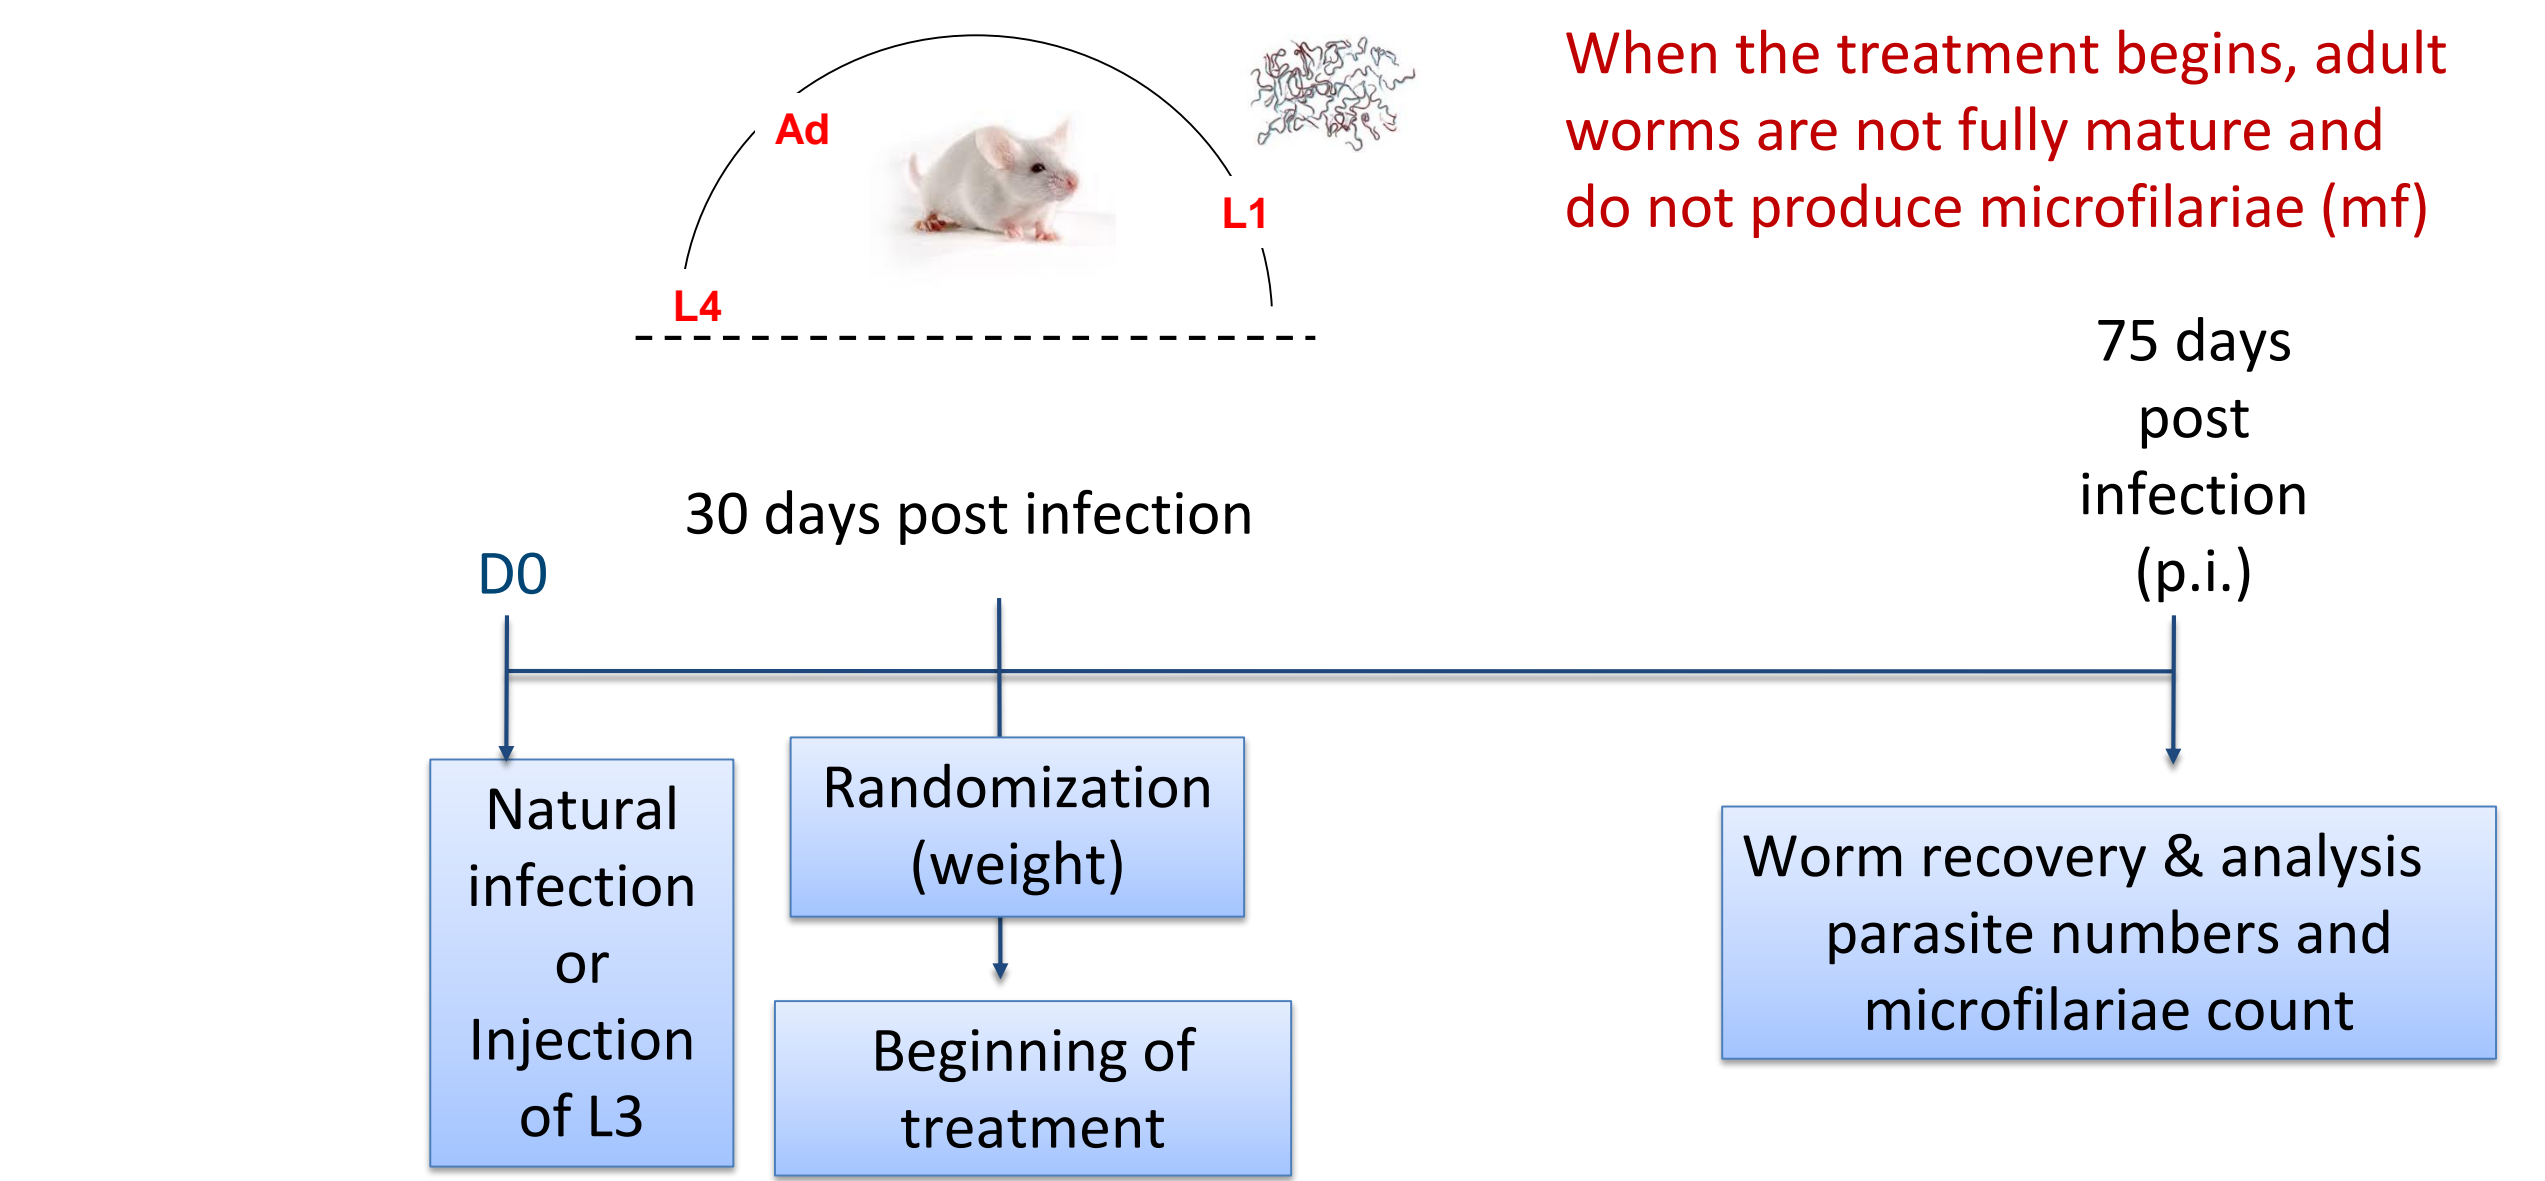 When the treatment begins, adult
worms are not fully mature and
do not produce microfilariae (mf)
Ad
L1
L4
75 days
post
infection
(p.i.)
30 days post infection
D0
Natural
infection
or
Injection
of L3
Randomization
(weight)
Beginning of
treatment
Worm recovery & analysis
parasite numbers and
microfilariae count